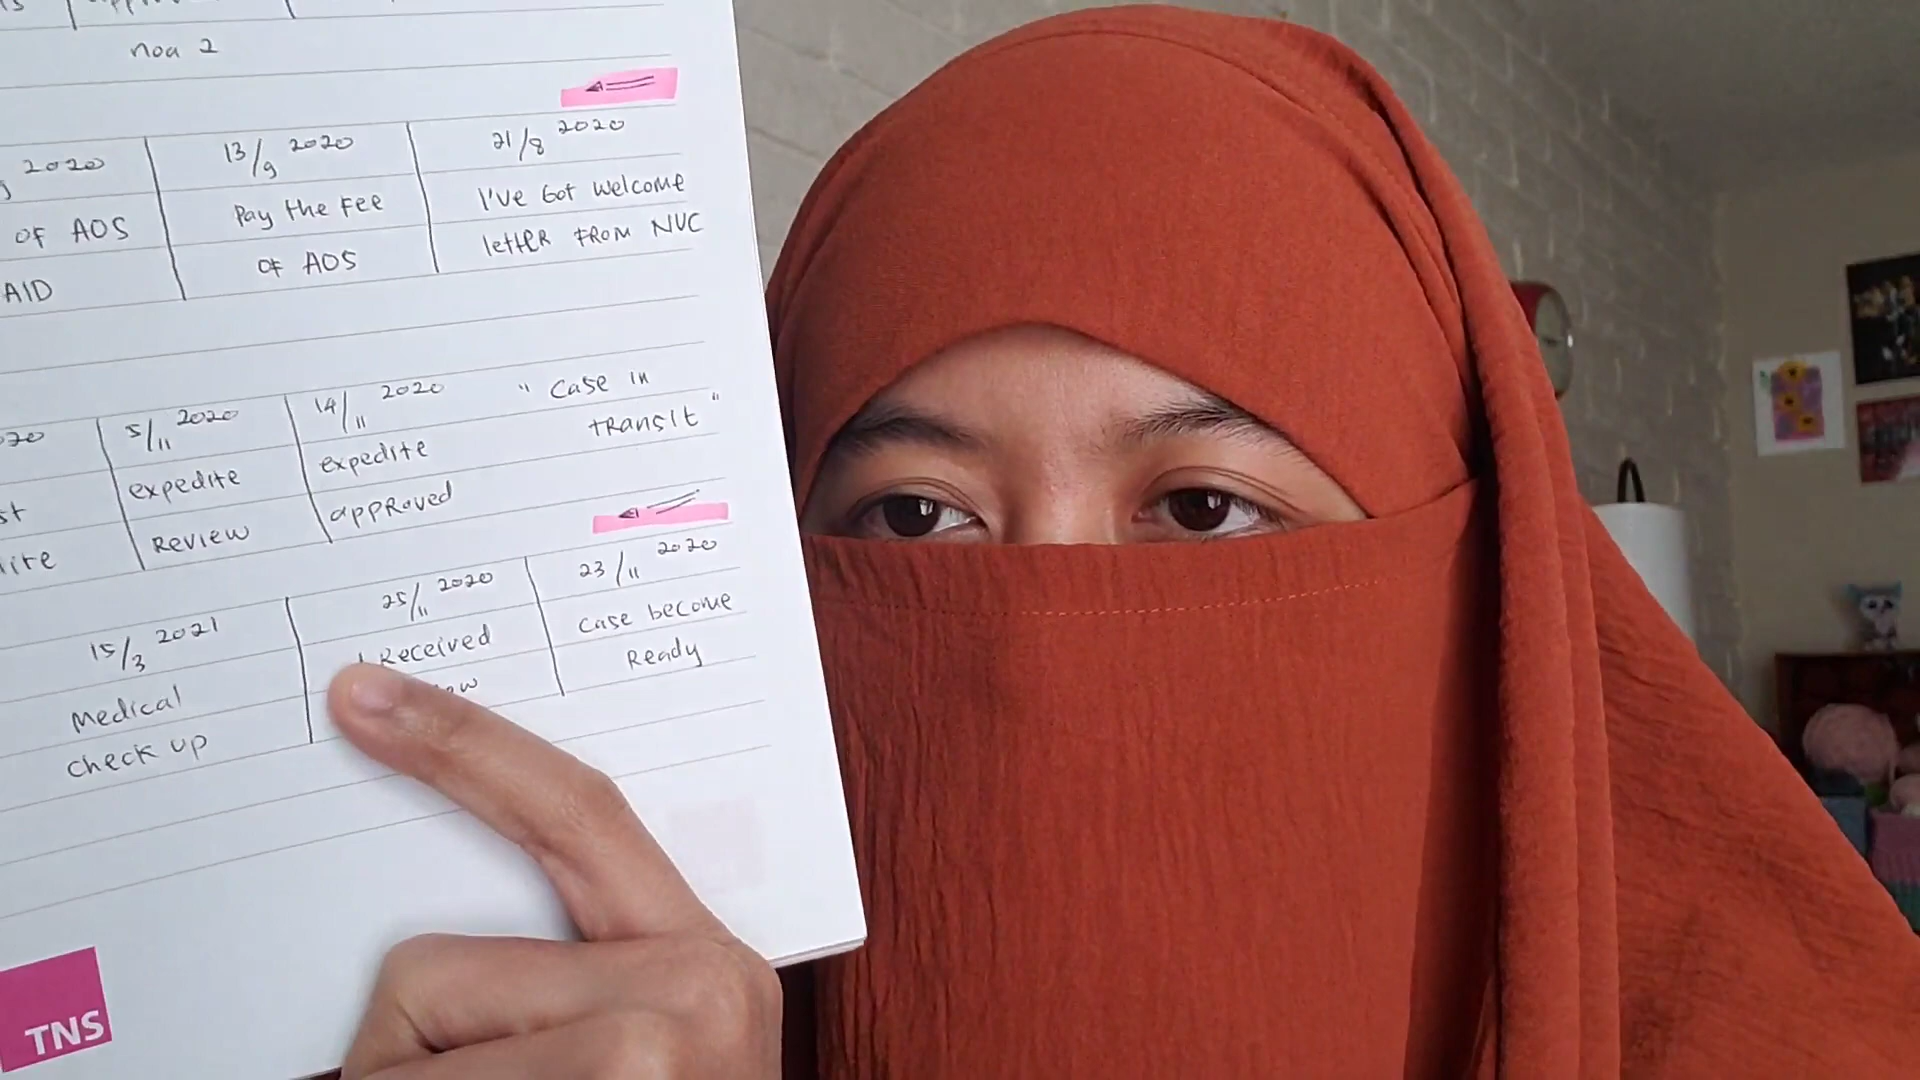 noa 2
2020
13/9 2020
21/8 2020
OF AOS
Pay the Fee
I've Got welcome
AID
OF AOS
letter FROM NVC
5/11 2020
14/11 2020
" case in
expedite
expedite
transit "
Review
approved
15/3 2021
25/11 2020
23/11 2020
Medical
I Received
case become
check up
Ready
TNS